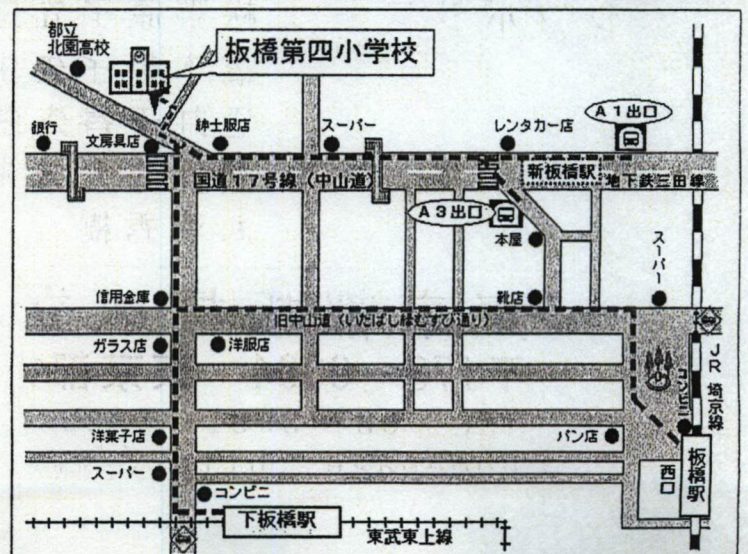 都立
北園高校
板橋第四小学校
A1出口
銀行
文房具店
紳士服店
スーパー
レンタカー店
新板橋駅
国道17号線（中山道）
地下鉄三田線
A3出口
本屋
スーパー
信用金庫
靴店
旧中山道（いたばし縁むすび通り）
ガラス店
洋服店
JR埼京線
コンビニ
洋菓子店
パン店
スーパー
西口
板橋駅
コンビニ
下板橋駅
東武東上線